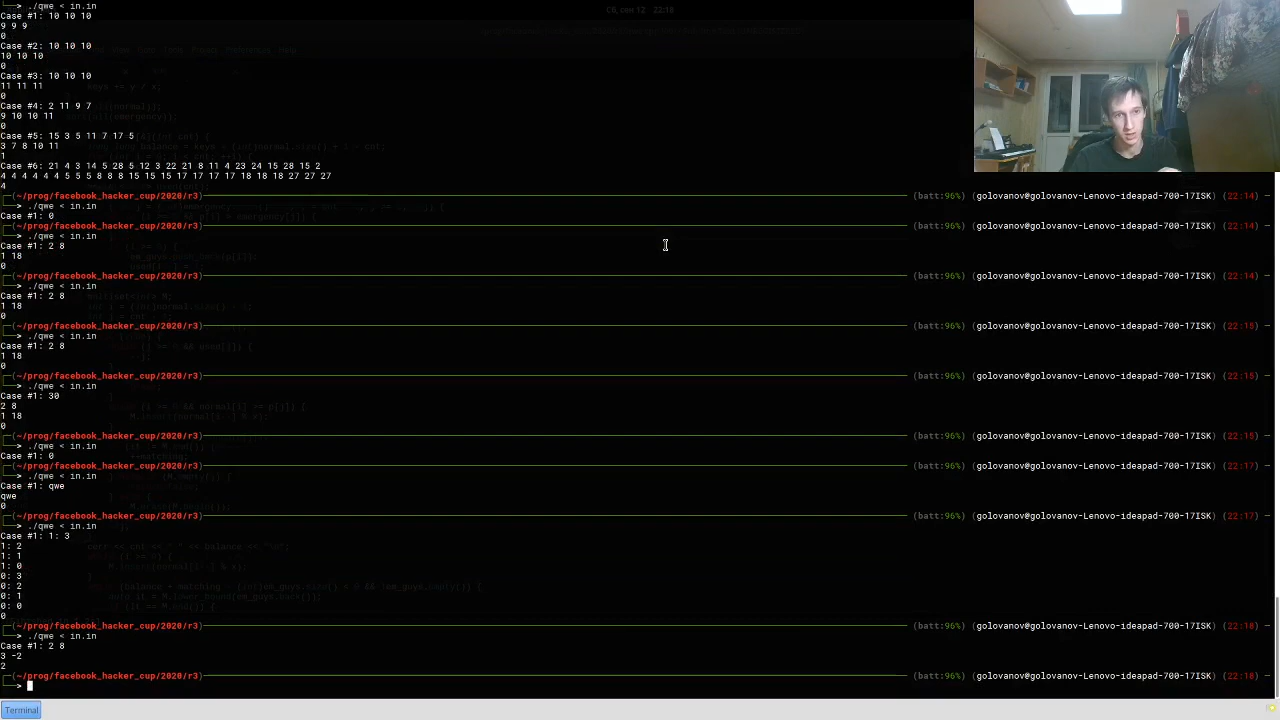 └─> ./qwe < in.in
Сб, сен 12, 22:18
Case #1: 10 10 10
9 9 9
0
Case #2: 10 10 10
10 10 10
0
Case #3: 10 10 10
11 11 11
0
Case #4: 2 11 9 7
9 10 10 11
0
Case #5: 15 3 5 11 7 17 5
3 7 8 10 11
1
Case #6: 21 4 3 14 5 28 5 12 3 22 21 8 11 4 23 24 15 28 15 2
4 4 4 4 4 4 5 5 5 8 8 8 15 15 15 17 17 17 17 17 18 18 18 27 27 27
4
┌─(~/prog/facebook_hacker_cup/2020/r3) (batt:96%) (golovanov@golovanov-Lenovo-ideapad-700-17ISK) (22:14) ─
└─> ./qwe < in.in
Case #1: 0
┌─(~/prog/facebook_hacker_cup/2020/r3) (batt:96%) (golovanov@golovanov-Lenovo-ideapad-700-17ISK) (22:14) ─
└─> ./qwe < in.in
Case #1: 2 8
1 18
0
┌─(~/prog/facebook_hacker_cup/2020/r3) (batt:96%) (golovanov@golovanov-Lenovo-ideapad-700-17ISK) (22:14) ─
└─> ./qwe < in.in
Case #1: 2 8
1 18
0
┌─(~/prog/facebook_hacker_cup/2020/r3) (batt:96%) (golovanov@golovanov-Lenovo-ideapad-700-17ISK) (22:15) ─
└─> ./qwe < in.in
Case #1: 2 8
1 18
0
┌─(~/prog/facebook_hacker_cup/2020/r3) (batt:96%) (golovanov@golovanov-Lenovo-ideapad-700-17ISK) (22:15) ─
└─> ./qwe < in.in
Case #1: 30
2 8
1 18
0
┌─(~/prog/facebook_hacker_cup/2020/r3) (batt:96%) (golovanov@golovanov-Lenovo-ideapad-700-17ISK) (22:15) ─
└─> ./qwe < in.in
Case #1: 0
┌─(~/prog/facebook_hacker_cup/2020/r3) (batt:96%) (golovanov@golovanov-Lenovo-ideapad-700-17ISK) (22:17) ─
└─> ./qwe < in.in
Case #1: qwe
qwe
0
┌─(~/prog/facebook_hacker_cup/2020/r3) (batt:96%) (golovanov@golovanov-Lenovo-ideapad-700-17ISK) (22:17) ─
└─> ./qwe < in.in
Case #1: 1: 3
1: 2
1: 1
1: 0
0: 3
0: 2
0: 1
0: 0
0
┌─(~/prog/facebook_hacker_cup/2020/r3) (batt:96%) (golovanov@golovanov-Lenovo-ideapad-700-17ISK) (22:18) ─
└─> ./qwe < in.in
Case #1: 2 8
3 -2
2
┌─(~/prog/facebook_hacker_cup/2020/r3) (batt:96%) (golovanov@golovanov-Lenovo-ideapad-700-17ISK) (22:18) ─
└─>
Terminal